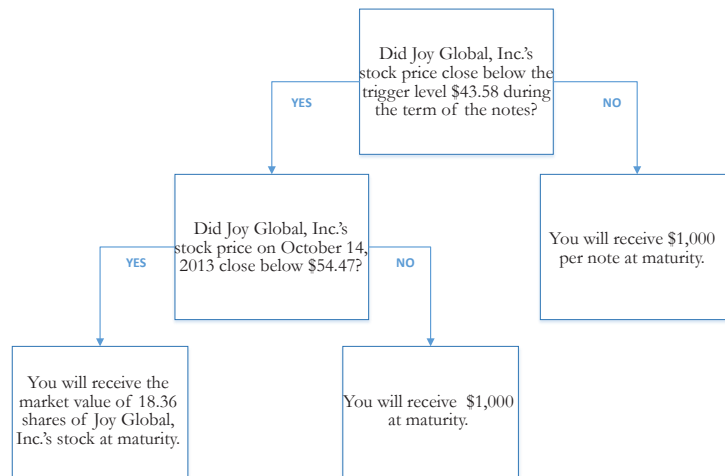 Did Joy Global, Inc.'s
stock price close below the
trigger level $43.58 during
the term of the notes?
YES
NO
Did Joy Global, Inc.'s
stock price on October 14,
2013 close below $54.47?
You will receive $1,000
per note at maturity.
YES
NO
You will receive the
market value of 18.36
shares of Joy Global,
Inc.'s stock at maturity.
You will receive $1,000
at maturity.